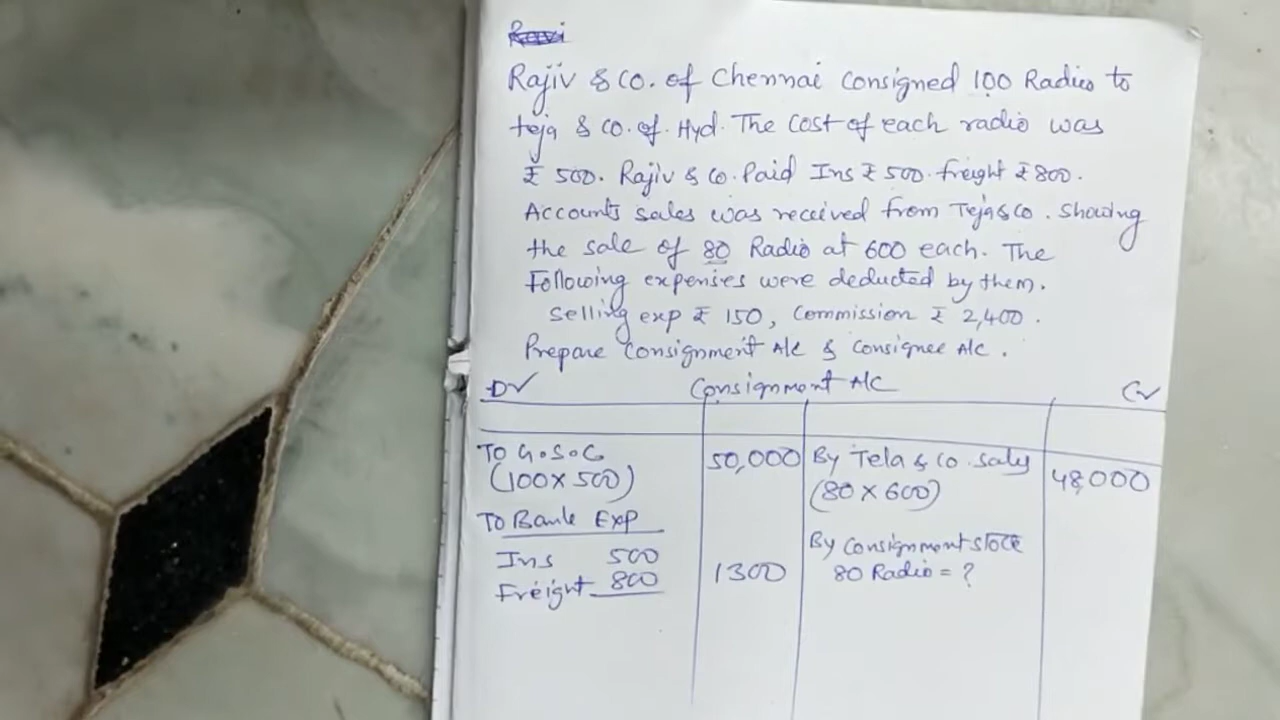 Rajiv & Co. of Chennai Consigned 100 Radios to
Teja & Co. of. Hyd. The Cost of each radio was
₹ 500. Rajiv & Co. Paid Ins ₹ 500. freight ₹ 800.
Accounts sales was received from Teja & Co. Showing
the sale of 80 Radio at 600 each. The
Following expenses were deducted by them.
Selling exp ₹ 150, Commission ₹ 2,400.
Prepare Consignment A/c & Consignee A/c.
Dr Consignment A/c Cr
To G.S.O.C 50,000 By Tela & Co. sales
(100 x 500) (80 x 600) 48,000
To Bank Exp
Ins 500 By Consignment stock
Freight 800 1300 80 Radio = ?